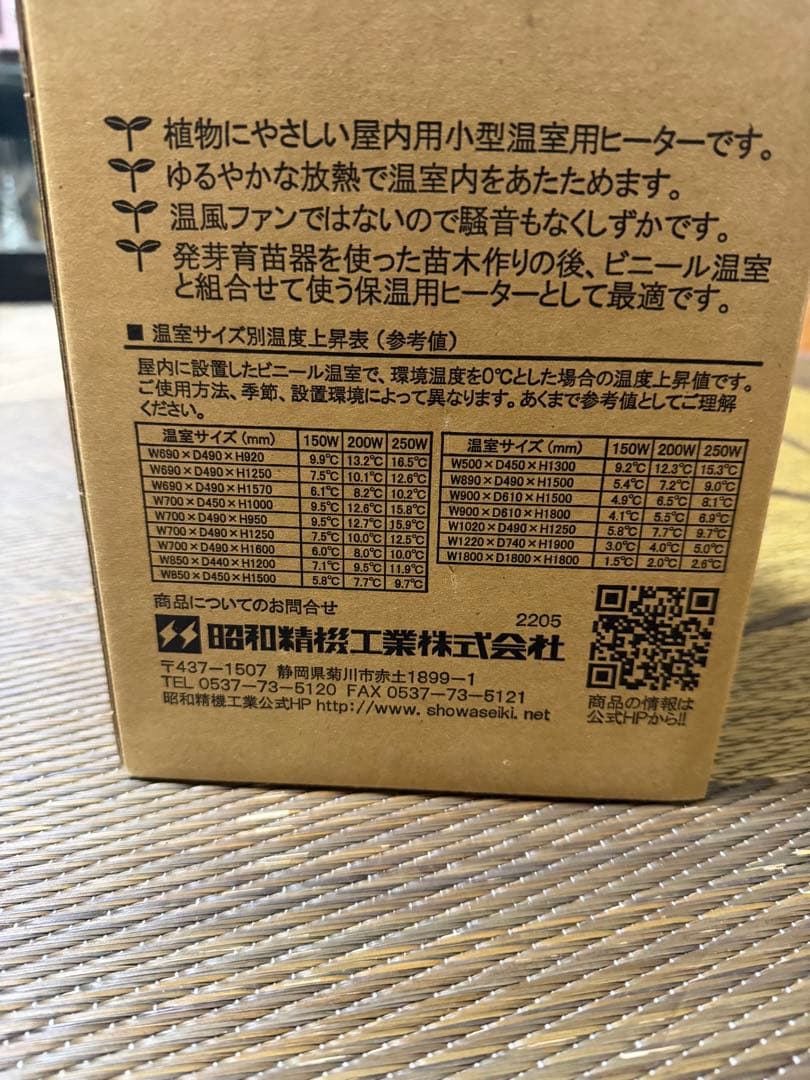 植物にやさしい屋内用小型温室用ヒーターです。
ゆるやかな放熱で温室内をあたためます。
温風ファンではないので騒音もなくしずかです。
発芽育苗器を使った苗木作りの後、ビニール温室
と組合せて使う保温用ヒーターとして最適です。
■ 温室サイズ別温度上昇表（参考値）
屋内に設置したビニール温室で、環境温度を0℃とした場合の温度上昇値です。
ご使用方法、季節、設置環境によって異なります。あくまで参考値としてご理解
ください。
温室サイズ（mm） 150W 200W 250W
W690×D490×H920 9.9℃ 13.2℃ 16.5℃
W690×D490×H1250 7.5℃ 10.1℃ 12.6℃
W690×D490×H1570 6.1℃ 8.2℃ 10.2℃
W700×D450×H1000 9.5℃ 12.6℃ 15.8℃
W700×D490×H950 9.5℃ 12.7℃ 15.9℃
W700×D490×H1250 7.5℃ 10.0℃ 12.5℃
W700×D490×H1600 6.0℃ 8.0℃ 10.0℃
W850×D440×H1200 7.1℃ 9.5℃ 11.9℃
W850×D450×H1500 5.8℃ 7.7℃ 9.7℃
温室サイズ（mm） 150W 200W 250W
W500×D450×H1300 9.2℃ 12.3℃ 15.3℃
W890×D490×H1500 5.4℃ 7.2℃ 9.0℃
W900×D610×H1500 4.9℃ 6.5℃ 8.1℃
W900×D610×H1800 4.1℃ 5.5℃ 6.9℃
W1020×D490×H1250 5.8℃ 7.7℃ 9.7℃
W1220×D740×H1900 3.0℃ 4.0℃ 5.0℃
W1800×D1800×H1800 1.5℃ 2.0℃ 2.6℃
商品についてのお問合せ
2205
昭和精機工業株式会社
〒437-1507 静岡県菊川市赤土1899-1
TEL 0537-73-5120 FAX 0537-73-5121
昭和精機工業公式HP http://www.showaseiki.net
商品の情報は
公式HPから!!